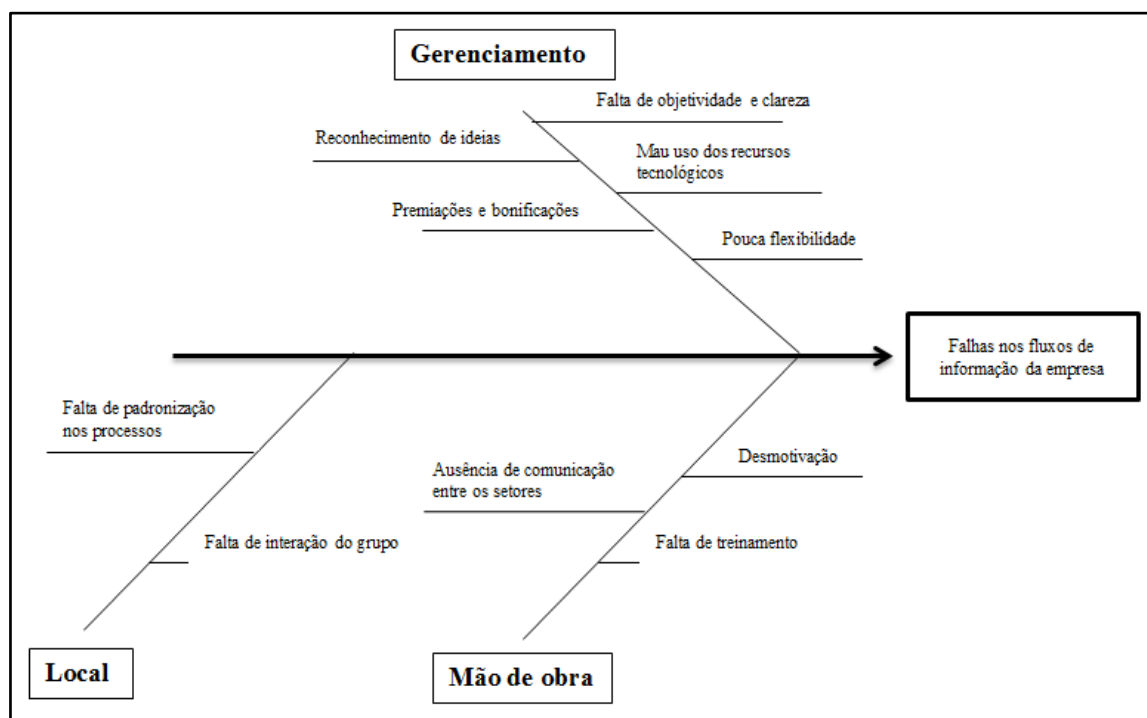 Gerenciamento
Falta de objetividade e clareza
Reconhecimento de ideias
Mau uso dos recursos
tecnológicos
Premiações e bonificações
Pouca flexibilidade
Falhas nos fluxos de
informação da empresa
Falta de padronização
nos processos
Ausência de comunicação
entre os setores
Desmotivação
Falta de interação do grupo
Falta de treinamento
Local
Mão de obra